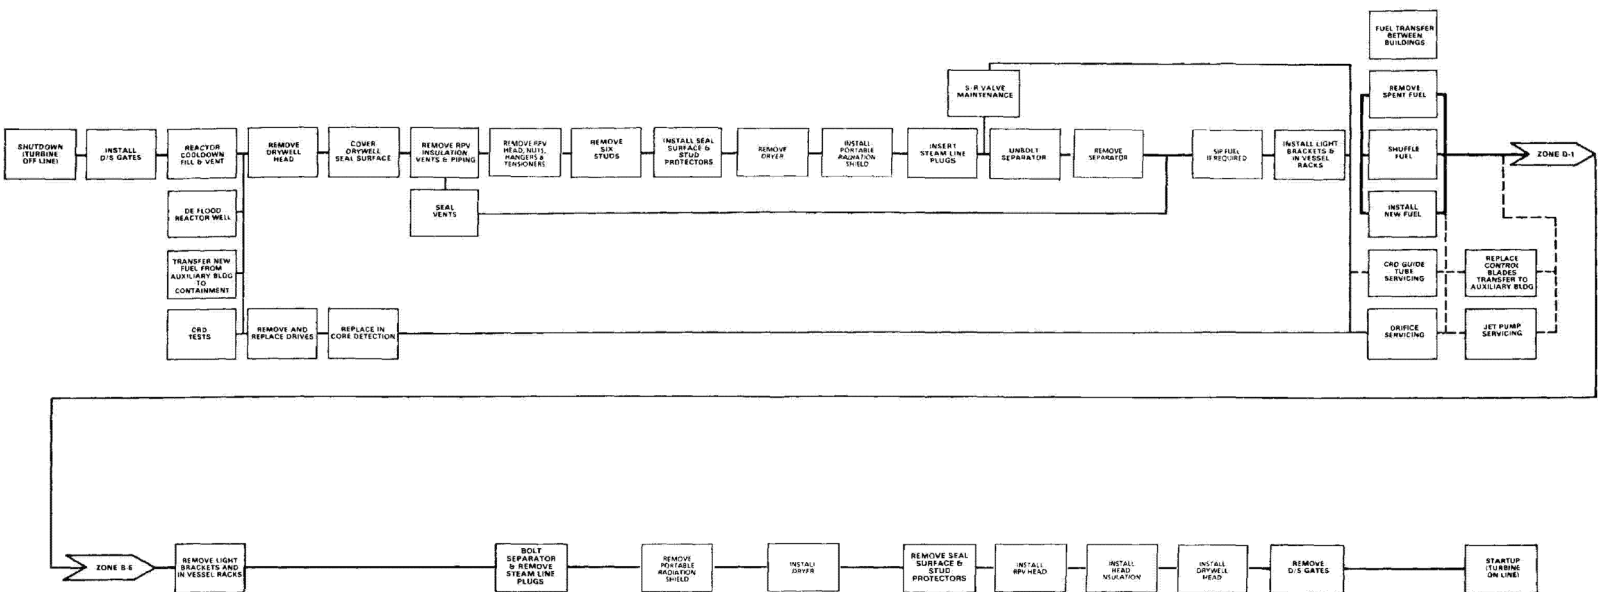 FUEL TRANSFER
BETWEEN
BUILDINGS
S-R VALVE
MAINTENANCE
REMOVE
SPENT FUEL
SHUTDOWN
(TURBINE
OFF LINE)
INSTALL
D/S GATES
REACTOR
COOLDOWN
FILL & VENT
REMOVE
DRYWELL
HEAD
COVER
DRYWELL
SEAL SURFACE
REMOVE RPV
INSULATION
VENTS & PIPING
REMOVE RPV
HEAD, NUTS,
HANGERS &
TENSIONERS
REMOVE
SIX
STUDS
INSTALL SEAL
SURFACE &
STUD
PROTECTORS
REMOVE
DRYER
INSTALL
PORTABLE
RADIATION
SHIELD
INSERT
STEAM LINE
PLUGS
UNBOLT
SEPARATOR
REMOVE
SEPARATOR
SIP FUEL
IF REQUIRED
INSTALL LIGHT
BRACKETS &
IN VESSEL
RACKS
SHUFFLE
FUEL
ZONE D-1
DE FLOOD
REACTOR WELL
SEAL
VENTS
INSTALL
NEW FUEL
TRANSFER NEW
FUEL FROM
AUXILIARY BLDG
TO
CONTAINMENT
CRD GUIDE
TUBE
SERVICING
REPLACE
CONTROL
BLADES
TRANSFER TO
AUXILIARY BLDG
CRD
TESTS
REMOVE AND
REPLACE DRIVES
REPLACE IN
CORE DETECTION
ORIFICE
SERVICING
JET PUMP
SERVICING
ZONE B-6
REMOVE LIGHT
BRACKETS AND
IN VESSEL RACKS
BOLT
SEPARATOR
& REMOVE
STEAM LINE
PLUGS
REMOVE
PORTABLE
RADIATION
SHIELD
INSTALL
DRYER
REMOVE SEAL
SURFACE &
STUD
PROTECTORS
INSTALL
RPV HEAD
INSTALL
HEAD
INSULATION
INSTALL
DRYWELL
HEAD
REMOVE
D/S GATES
STARTUP
(TURBINE
ON LINE)